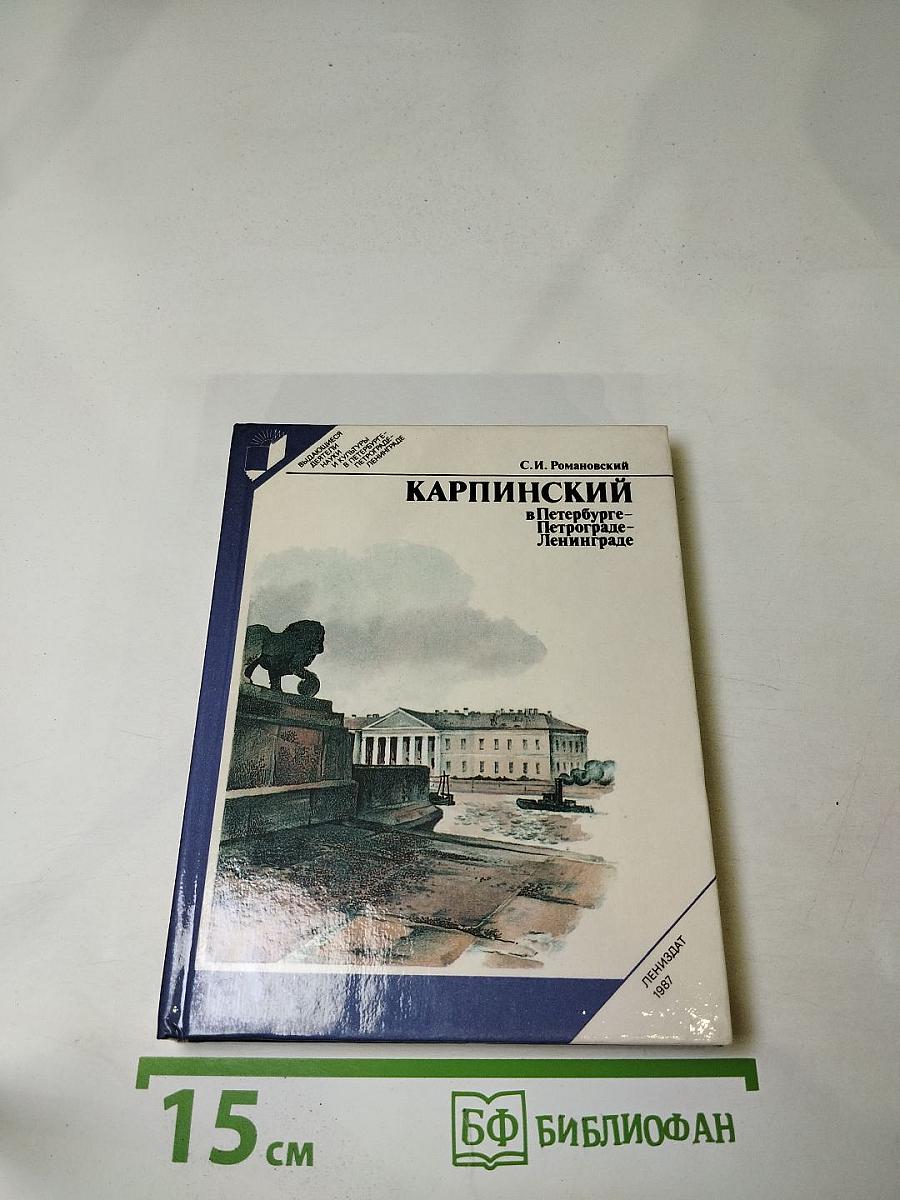 ВЫДАЮЩИЕСЯ
ДЕЯТЕЛИ
НАУКИ
И КУЛЬТУРЫ
В ПЕТЕРБУРГЕ–
ПЕТРОГРАДЕ–
ЛЕНИНГРАДЕ
С.И. Романовский
КАРПИНСКИЙ
в Петербурге–
Петрограде–
Ленинграде
ЛЕНИЗДАТ
1987
15 см
БФ БИБЛИОФАН